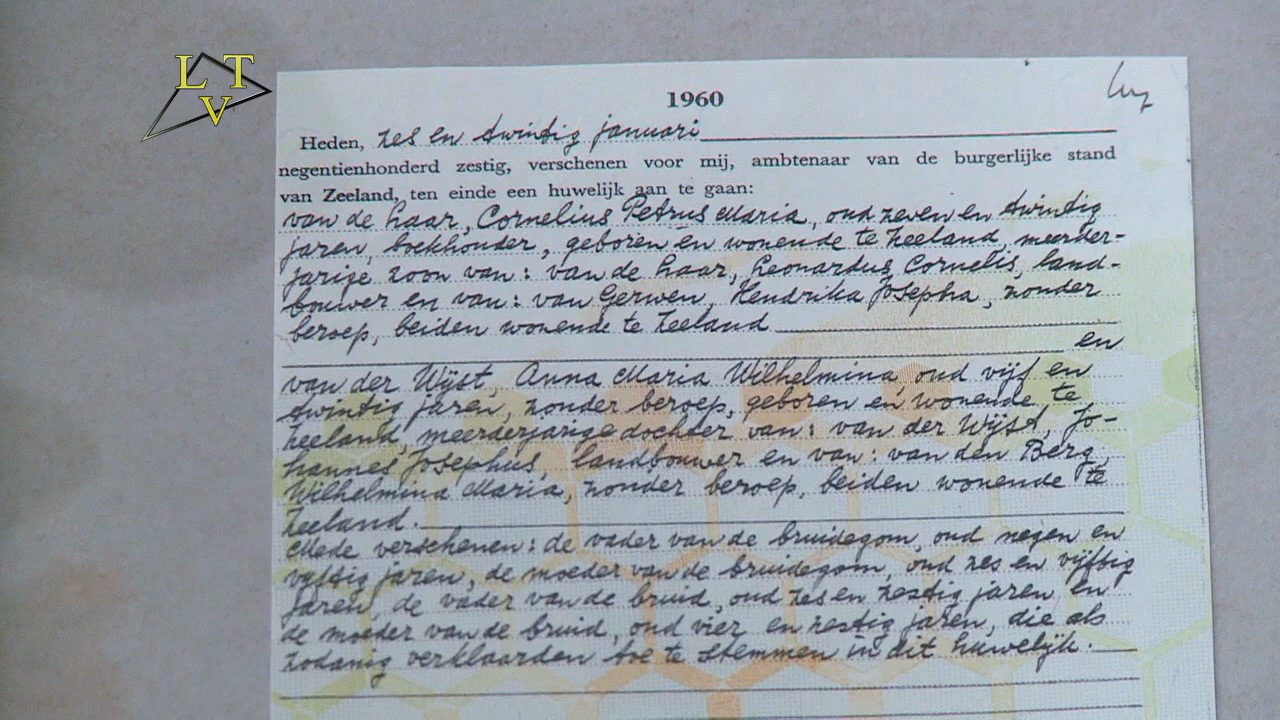 L T
V
1960
Heden, zes en twintig januari
negentienhonderd zestig, verschenen voor mij, ambtenaar van de burgerlijke stand
van Zeeland, ten einde een huwelijk aan te gaan:
van de Laar, Cornelius Petrus Maria, oud zeven en twintig
jaren, boekhouder, geboren en wonende te Zeeland, meerder-
jarige zoon van: van de Laar, Leonardus Cornelis, land-
bouwer en van: van Gerwen, Hendrika Josepha, zonder
beroep, beiden wonende te Zeeland
en
van der Wijst, Anna Maria Wilhelmina, oud vijf en
twintig jaren, zonder beroep, geboren en wonende te
Zeeland, meerderjarige dochter van: van der Wijst, Jo-
hannes Josephus, landbouwer en van: van den Berg,
Wilhelmina Maria, zonder beroep, beiden wonende te
Zeeland.
Mede verschenen: de vader van de bruidegom, oud negen en
vijftig jaren, de moeder van de bruidegom, oud zes en vijftig
jaren, de vader van de bruid, oud zes en zestig jaren en
de moeder van de bruid, oud vier en zestig jaren, die als
zodanig verklaarden toe te stemmen in dit huwelijk.